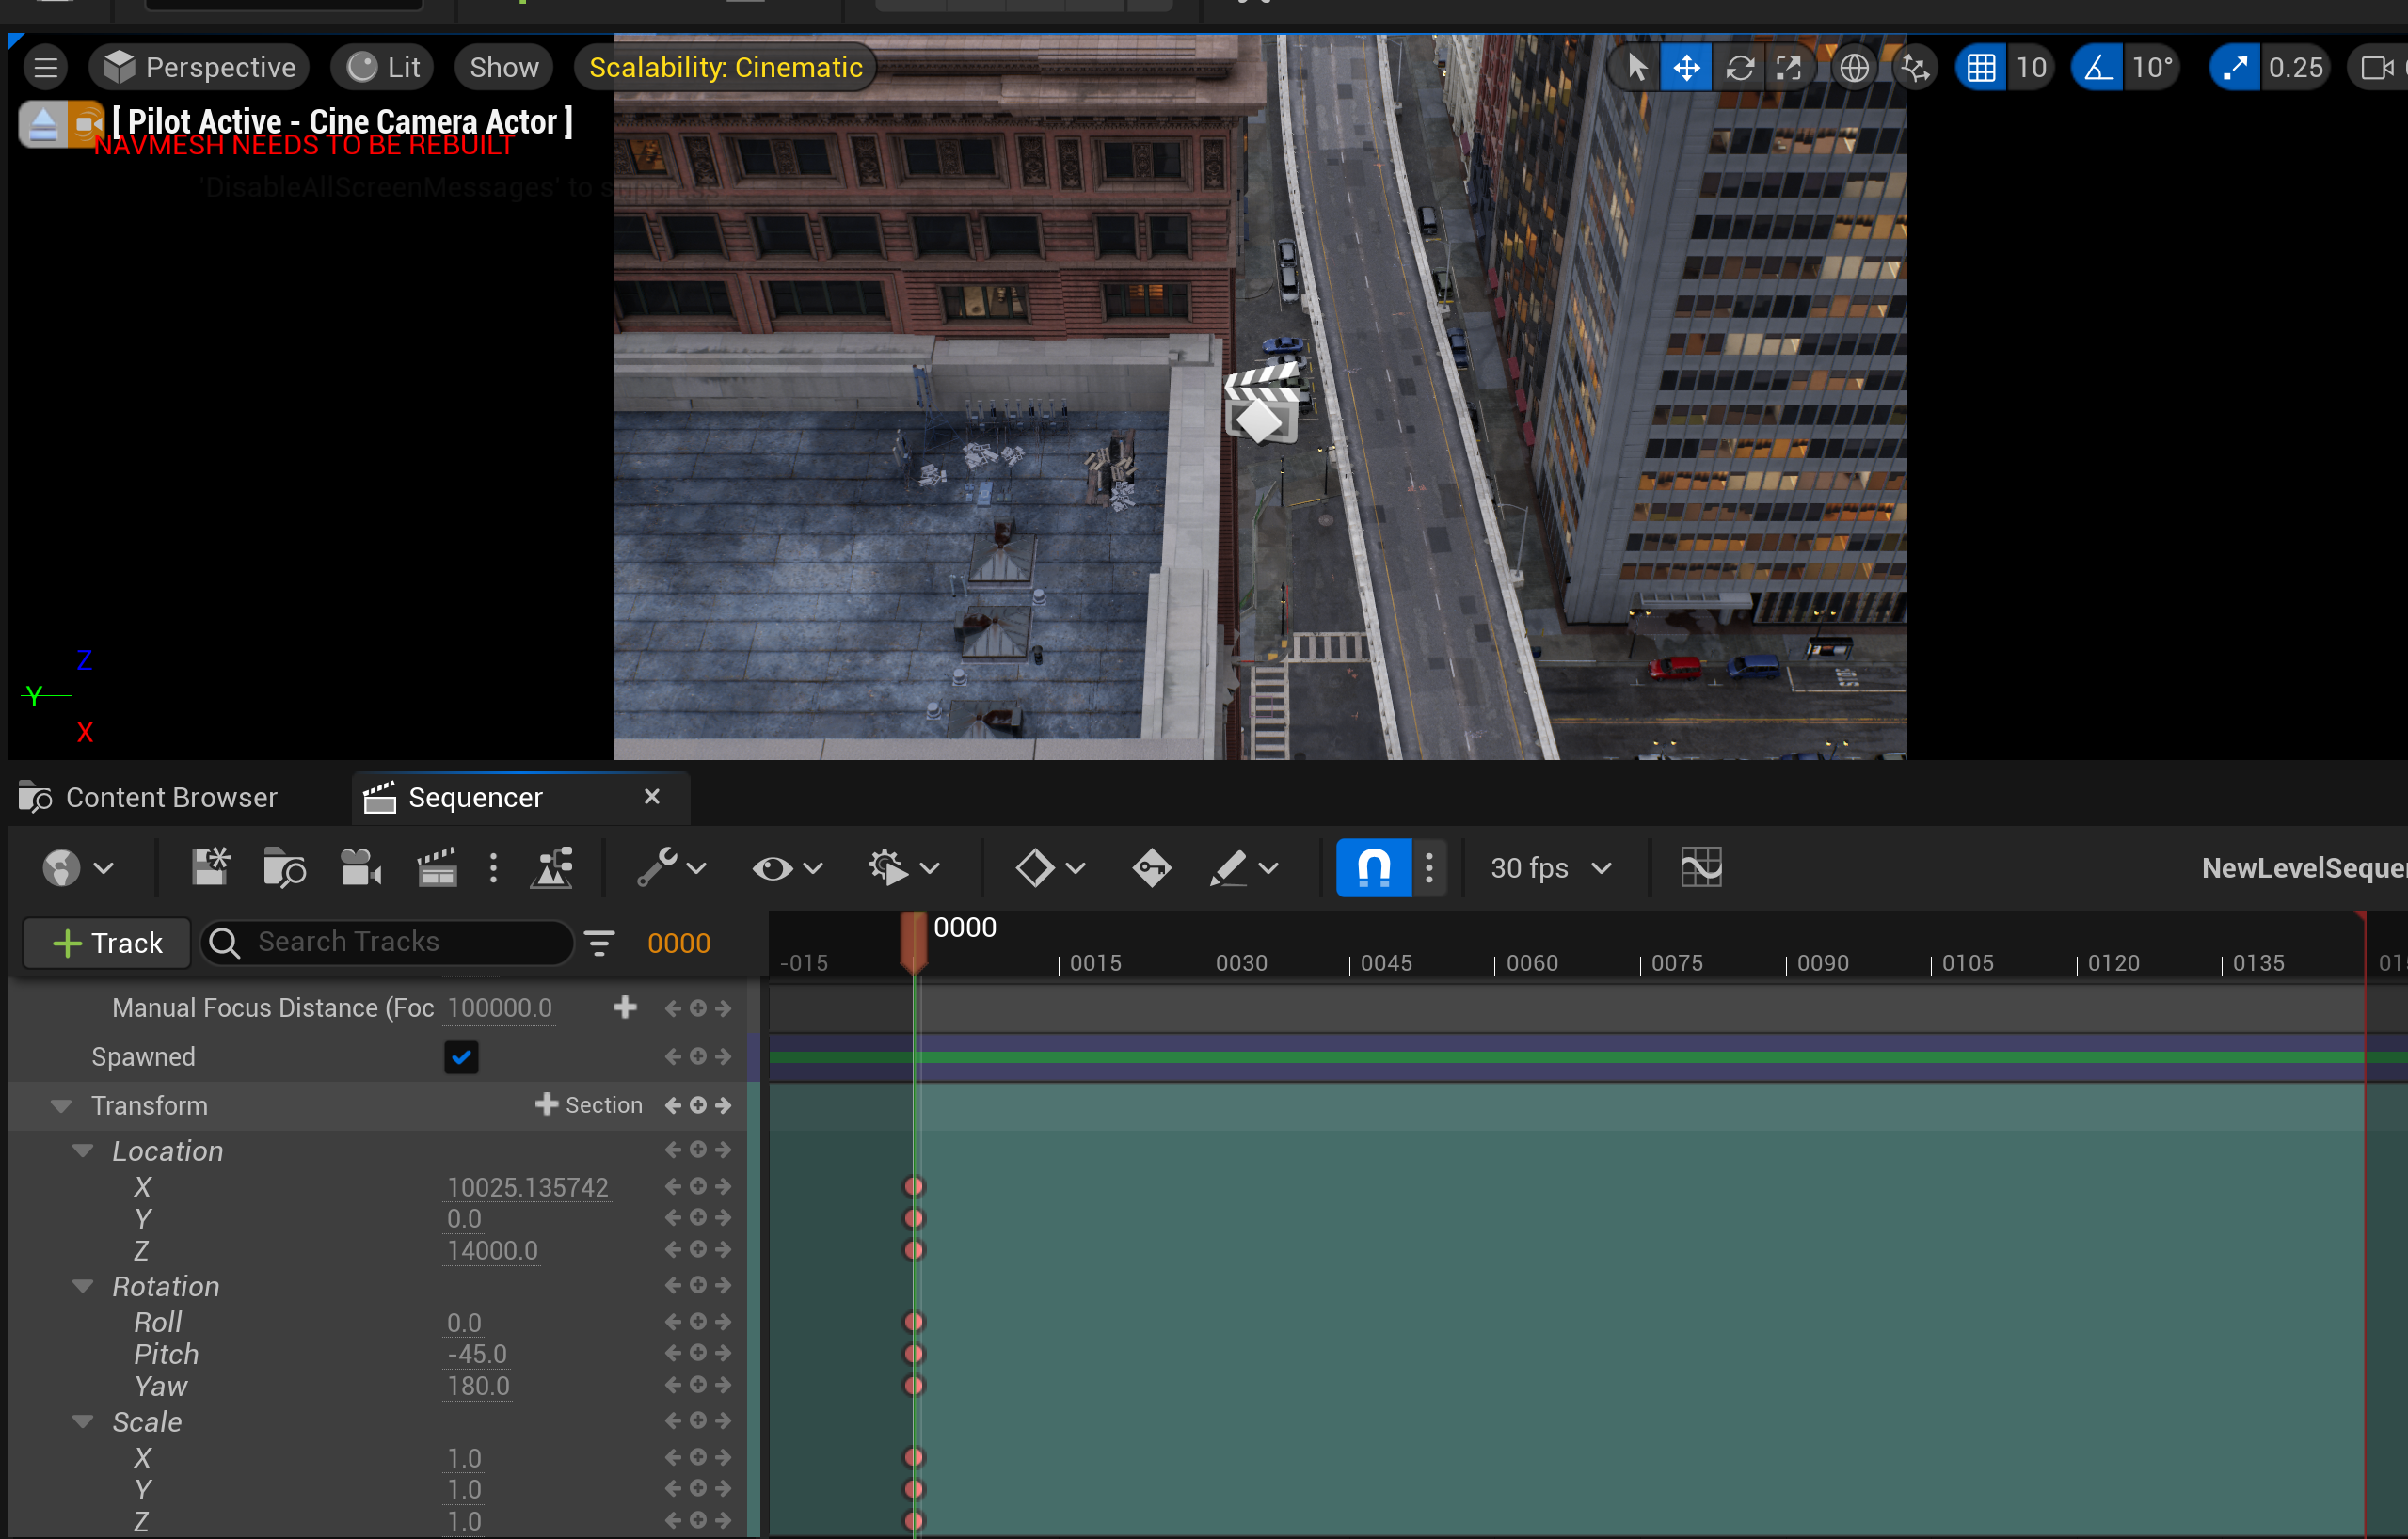 Perspective
Lit
Show
Scalability: Cinematic
10
10°
0.25
[ Pilot Active - Cine Camera Actor ]
NAVMESH NEEDS TO BE REBUILT
'DisableAllScreenMessages' to suppress
Z
Y
X
Content Browser
Sequencer
30 fps
NewLevelSeque
Track
Search Tracks
0000
0000
-015
0015
0030
0045
0060
0075
0090
0105
0120
0135
Manual Focus Distance (Foc
100000.0
Spawned
Transform
Section
Location
X
10025.135742
Y
0.0
Z
14000.0
Rotation
Roll
0.0
Pitch
-45.0
Yaw
180.0
Scale
X
1.0
Y
1.0
Z
1.0